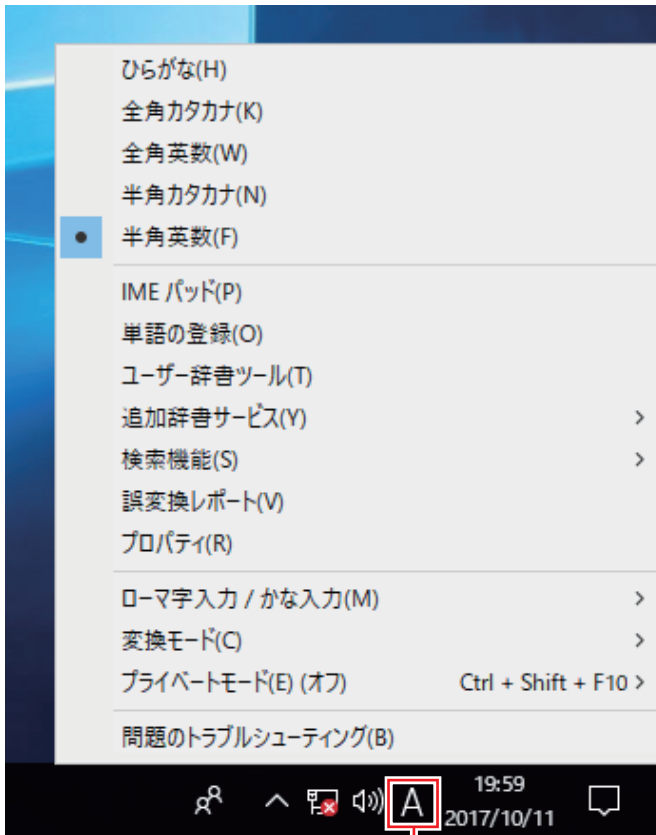 ひらがな(H)
全角カタカナ(K)
全角英数(W)
半角カタカナ(N)
半角英数(F)
IME パッド(P)
単語の登録(O)
ユーザー辞書ツール(T)
追加辞書サービス(Y)
検索機能(S)
誤変換レポート(V)
プロパティ(R)
ローマ字入力 / かな入力(M)
変換モード(C)
プライベートモード(E) (オフ) Ctrl + Shift + F10
問題のトラブルシューティング(B)
A
19:59
2017/10/11